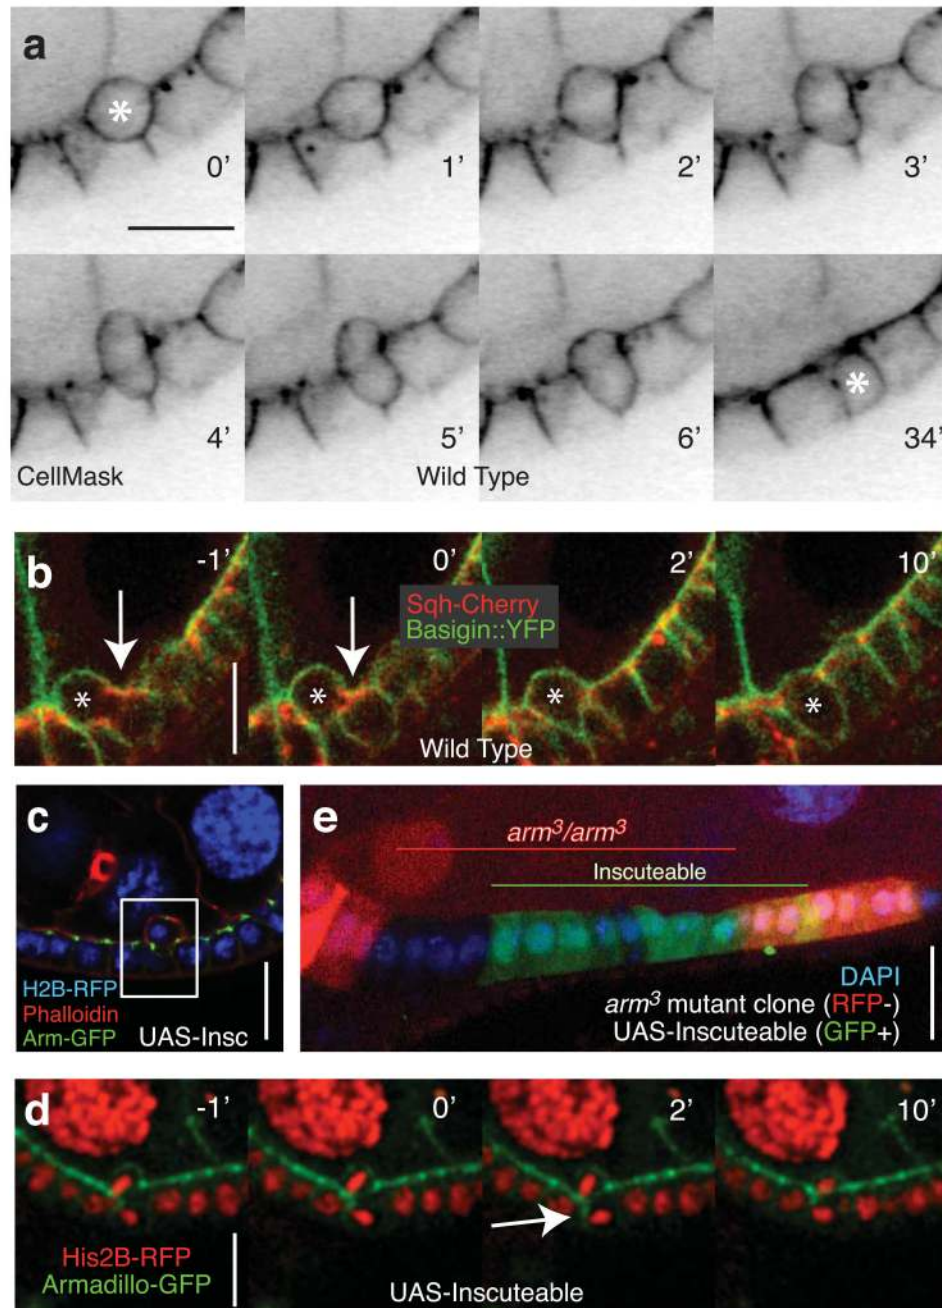 a
*
0’
1’
2’
3’
4’
5’
6’
*
34’
CellMask
Wild Type
b
-1’
0’
2’
10’
Sqh-Cherry
Basigin::YFP
*
*
*
*
Wild Type
c
H2B-RFP
Phalloidin
Arm-GFP
UAS-Insc
e
arm³/arm³
Inscuteable
DAPI
arm³ mutant clone (RFP-)
UAS-Inscuteable (GFP+)
d
-1’
0’
2’
10’
His2B-RFP
Armadillo-GFP
UAS-Inscuteable